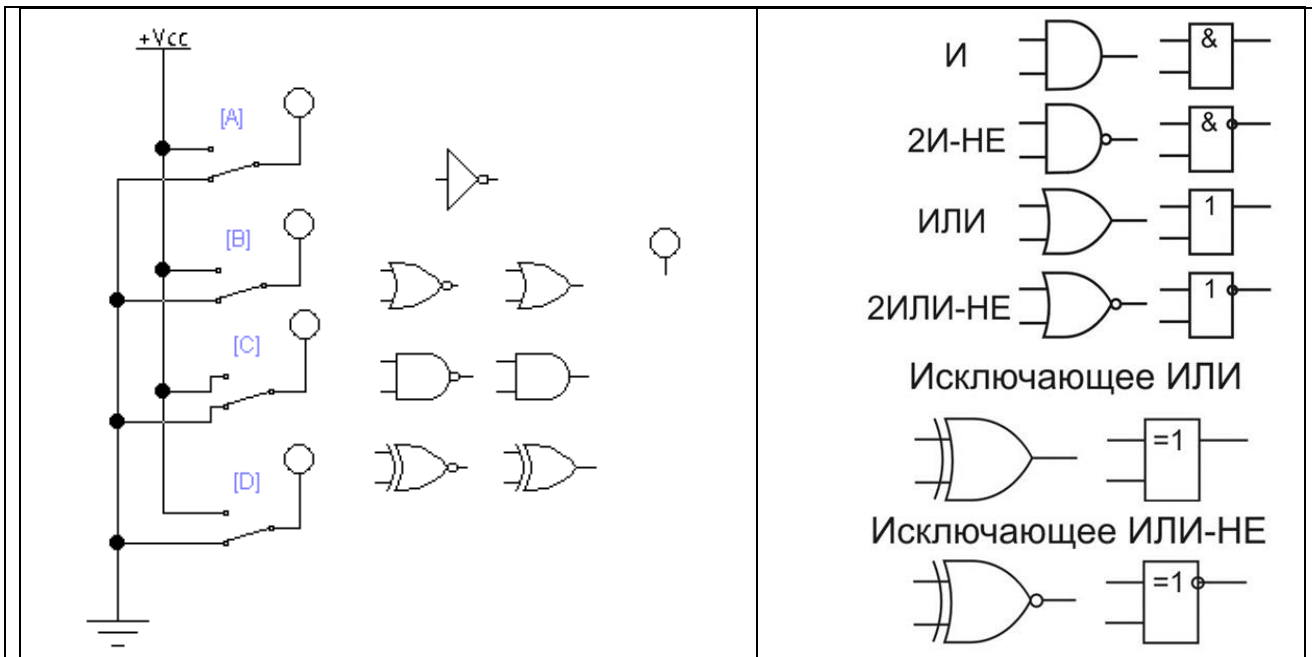 +Vcc
[A]
[B]
[C]
[D]
И
&
2И-НЕ
&
ИЛИ
1
2ИЛИ-НЕ
1
Исключающее ИЛИ
=1
Исключающее ИЛИ-НЕ
=1